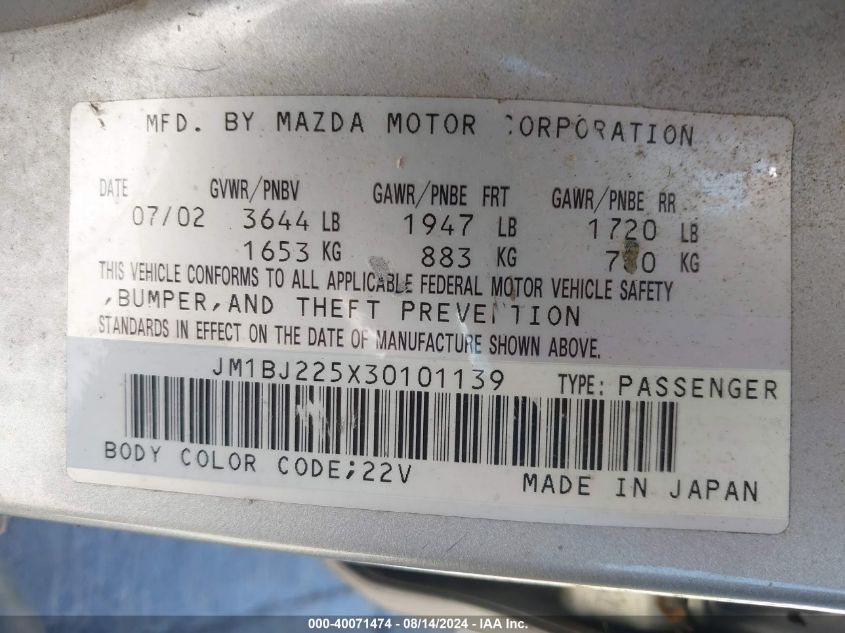 MFD. BY MAZDA MOTOR CORPORATION
DATE GVWR/PNBV GAWR/PNBE FRT GAWR/PNBE RR
07/02 3644 LB 1947 LB 1720 LB
1653 KG 883 KG KG
THIS VEHICLE CONFORMS TO ALL APPLICABLE FEDERAL MOTOR VEHICLE SAFETY
,BUMPER,AND THEFT PREVENTION
STANDARDS IN EFFECT ON THE DATE OF MANUFACTURE SHOWN ABOVE.
JM1BJ225X30101139 TYPE: PASSENGER
BODY COLOR CODE;22V
MADE IN JAPAN
000-40071474 | 08/14/2024 | IAA Inc.